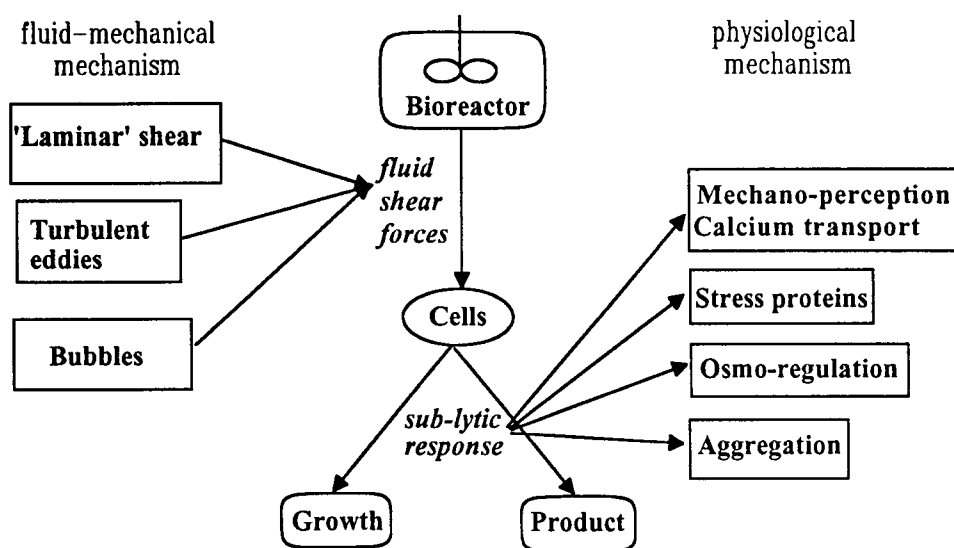 fluid-mechanical
mechanism
physiological
mechanism
Bioreactor
'Laminar' shear
Turbulent
eddies
Bubbles
fluid
shear
forces
Cells
sub-lytic
response
Growth
Product
Mechano-perception
Calcium transport
Stress proteins
Osmo-regulation
Aggregation